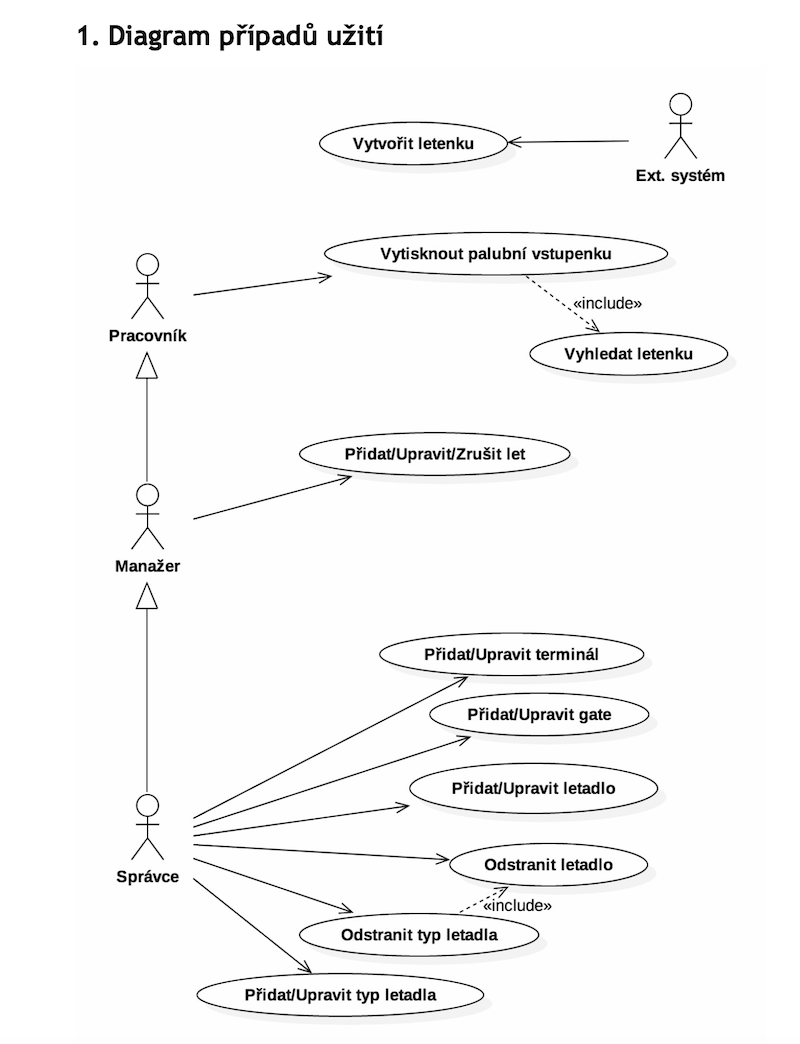 1. Diagram případů užití
Vytvořit letenku
Ext. systém
Vytisknout palubní vstupenku
«include»
Pracovník
Vyhledat letenku
Přidat/Upravit/Zrušit let
Manažer
Přidat/Upravit terminál
Přidat/Upravit gate
Přidat/Upravit letadlo
Odstranit letadlo
Správce
«include»
Odstranit typ letadla
Přidat/Upravit typ letadla